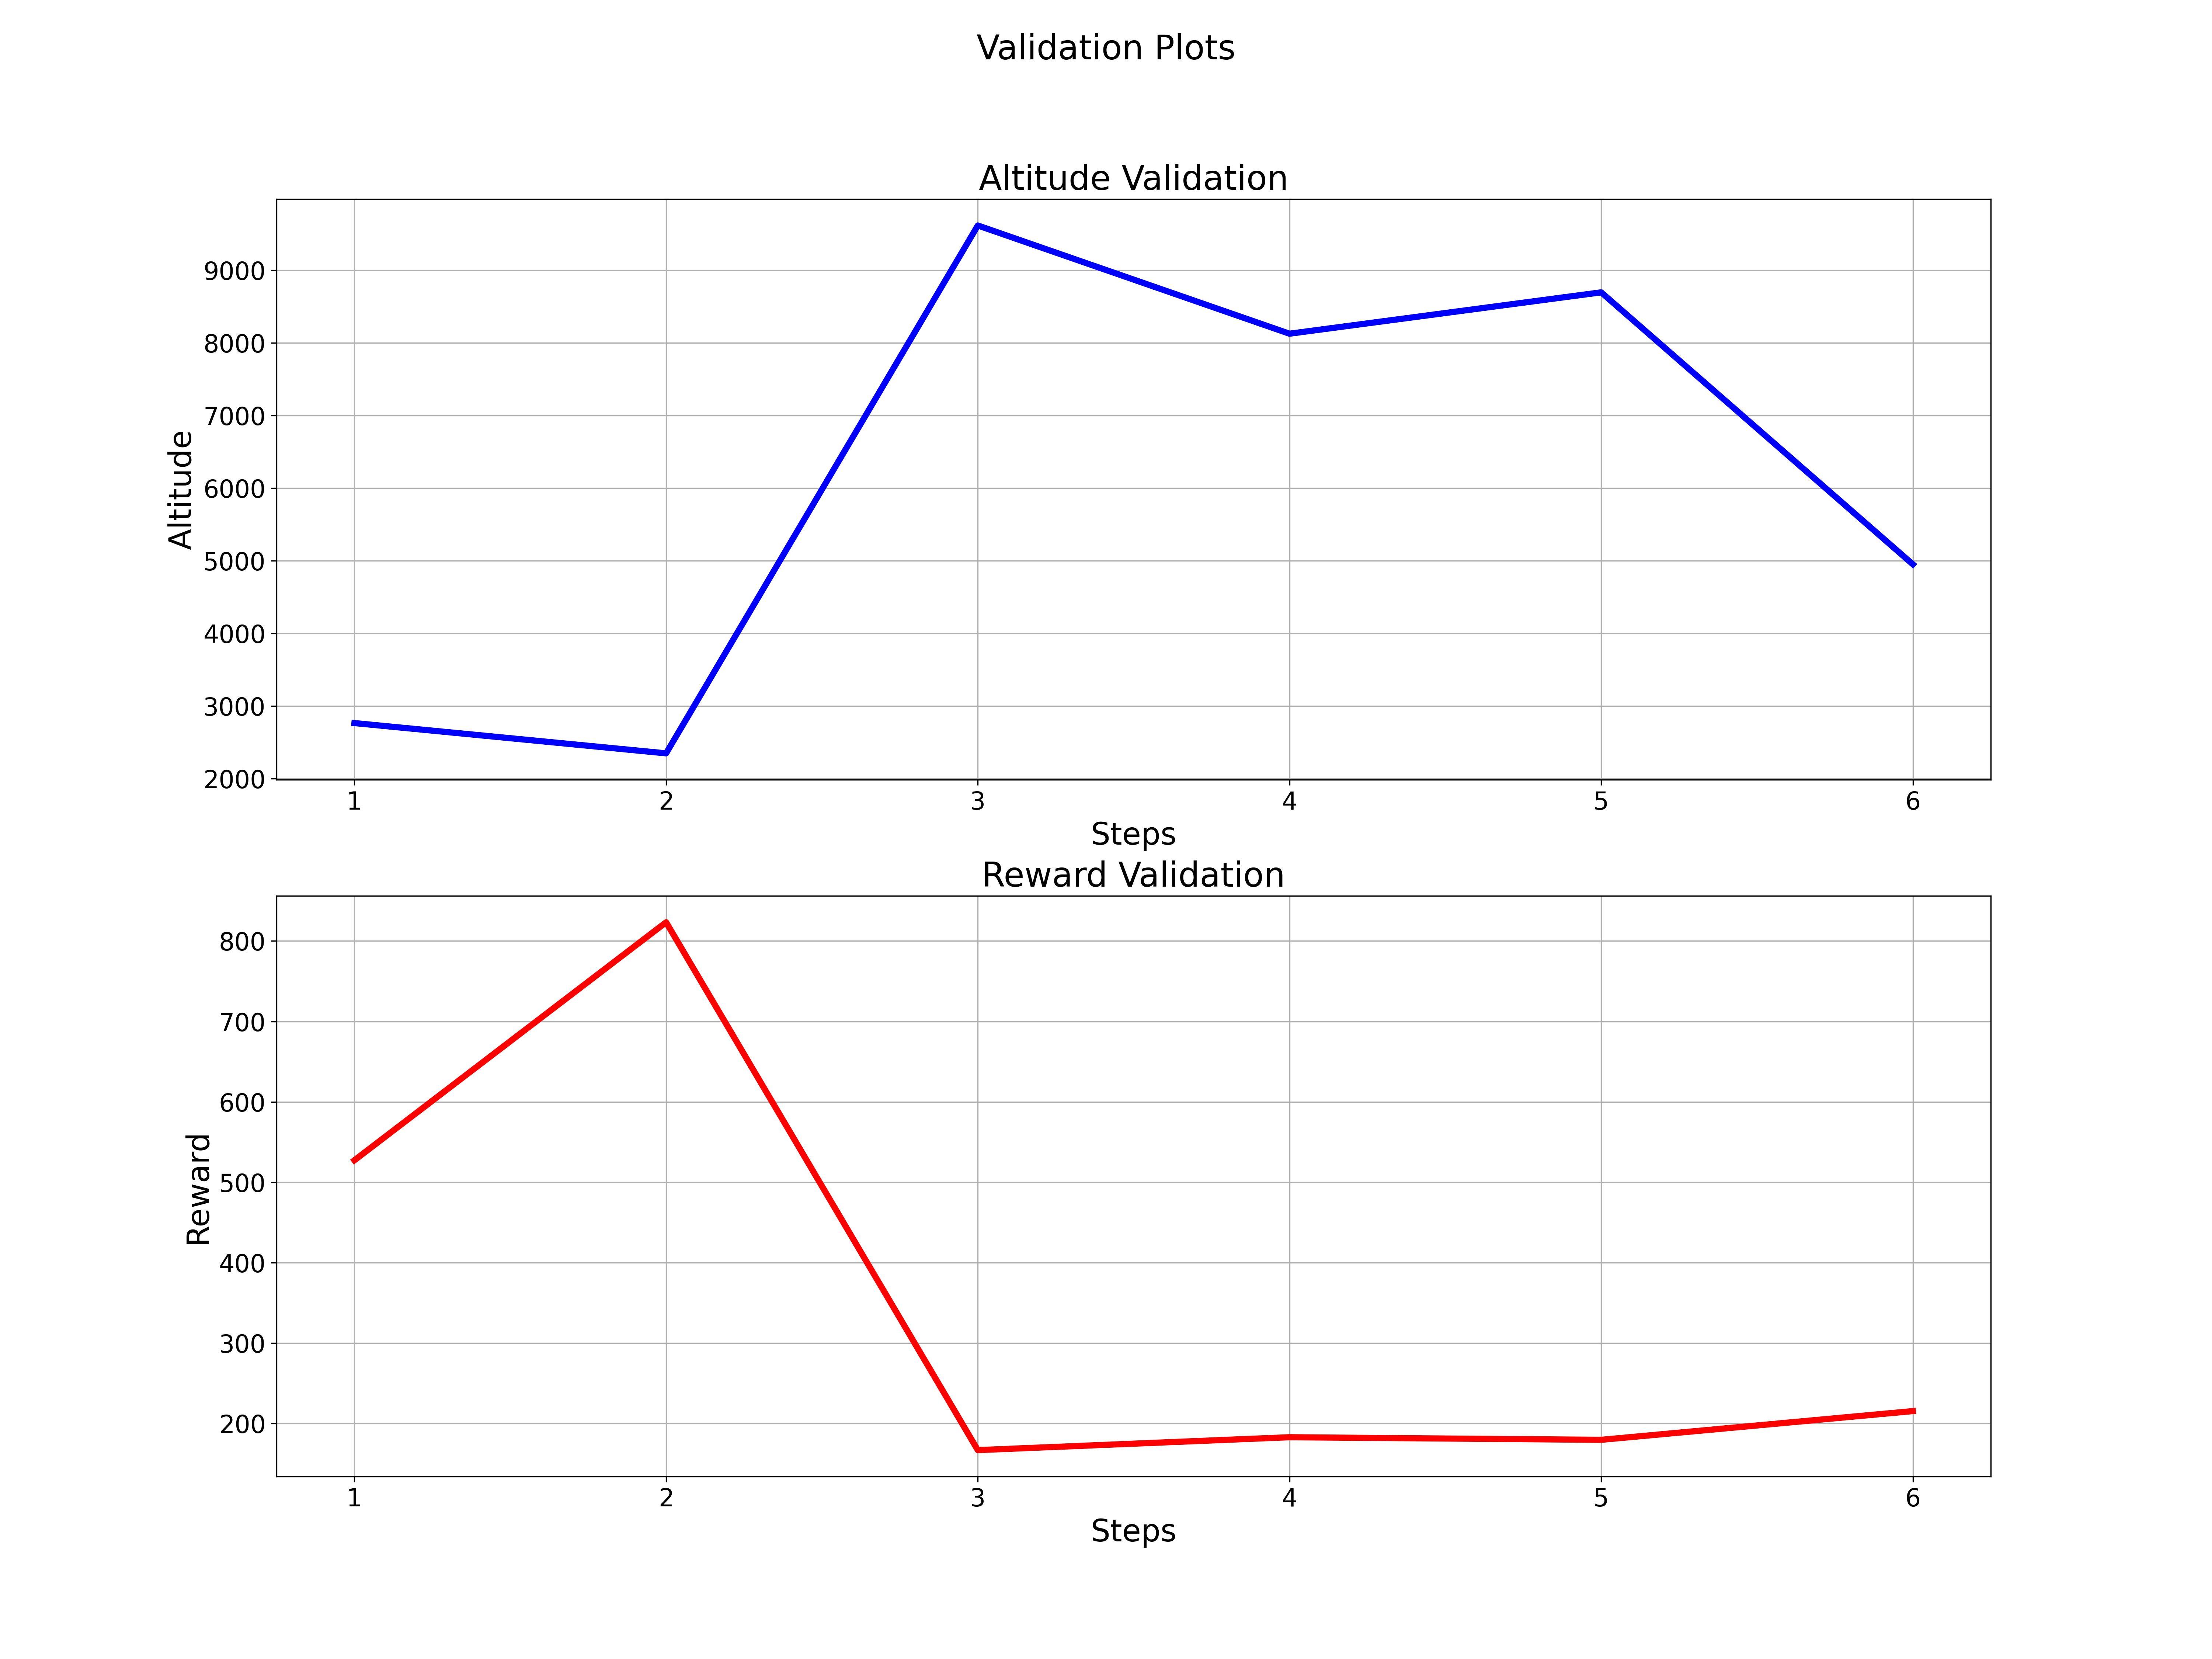 Validation Plots
Altitude Validation
Altitude
9000
8000
7000
6000
5000
4000
3000
2000
1 2 3 4 5 6
Steps
Reward Validation
Reward
800
700
600
500
400
300
200
1 2 3 4 5 6
Steps